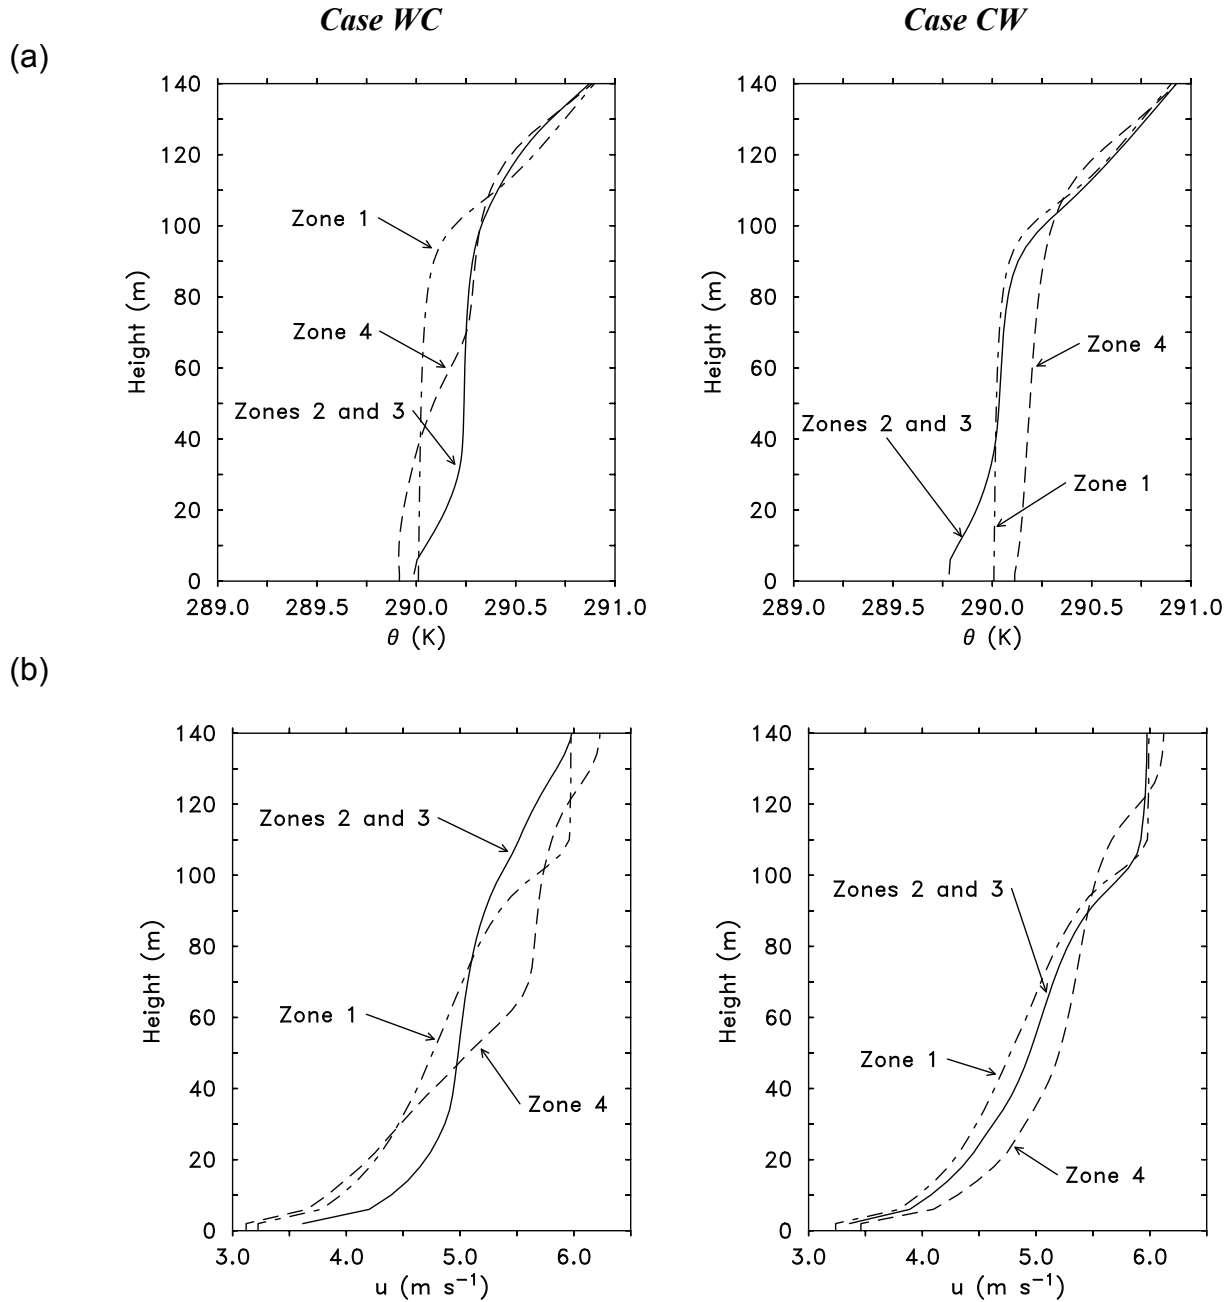 Case WC
Case CW
(a)
140
120
100
80
60
40
20
0
Height (m)
Zone 1
Zone 4
Zones 2 and 3
289.0 289.5 290.0 290.5 291.0
θ (K)
140
120
100
80
60
40
20
0
Height (m)
Zone 4
Zones 2 and 3
Zone 1
289.0 289.5 290.0 290.5 291.0
θ (K)
(b)
140
120
100
80
60
40
20
0
Height (m)
Zones 2 and 3
Zone 1
Zone 4
3.0 4.0 5.0 6.0
u (m s⁻¹)
140
120
100
80
60
40
20
0
Height (m)
Zones 2 and 3
Zone 1
Zone 4
3.0 4.0 5.0 6.0
u (m s⁻¹)